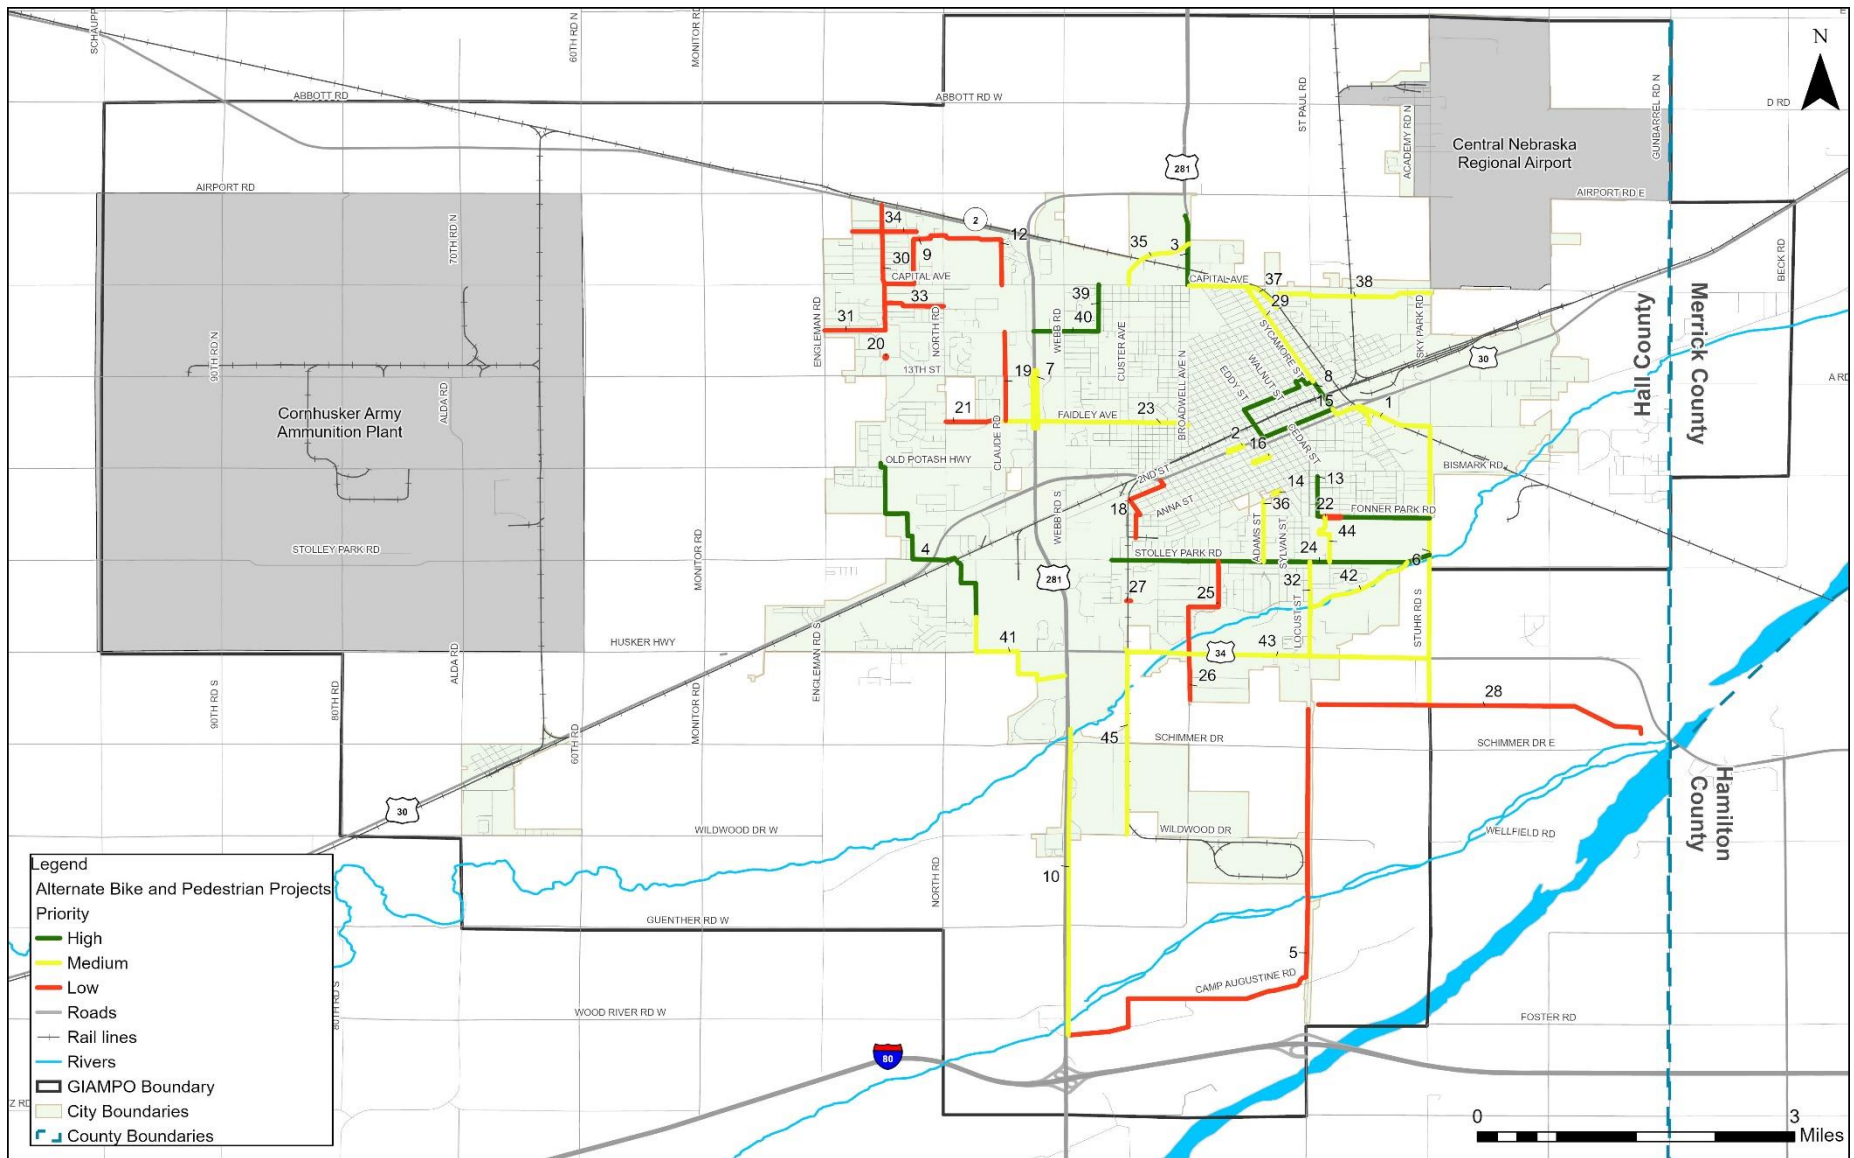 SCHAUPP
60TH RD N
MONITOR RD
N
ABBOTT RD
ABBOTT RD W
ST PAUL RD
ACADEMY RD N
GUNBARREL RD N
D RD
Central Nebraska
Regional Airport
281
AIRPORT RD
AIRPORT RD E
70TH RD N
34
2
12
35
3
BECK RD
30
9
CAPITAL AVE
CAPITAL AVE
37
38
33
39
29
31
40
ENGLEMAN RD
NORTH RD
WEBB RD
CUSTER AVE
SYCAMORE ST
SKY PARK RD
Hall County
Merrick County
90TH RD N
20
13TH ST
19
7
BROADWELL AVE N
EDDY ST
WALNUT S
8
30
A RD
ALDA RD
Cornhusker Army
Ammunition Plant
21
FAIDLEY AVE
23
15
1
CLAUDE RD
2
16
CEDAR ST
OLD POTASH HWY
2ND ST
BISMARK RD
14
13
18
ANNA ST
36
22
FONNER PARK RD
WEBB RD S
ADAMS ST
SYLVAN ST
44
STOLLEY PARK RD
4
STOLLEY PARK RD
24
6
MONITOR RD
281
27
25
32
42
LOCUST ST
STUHR RD S
ENGLEMAN RD S
HUSKER HWY
41
34
43
ALDA RD
90TH RD S
80TH RD
MONITOR RD
26
28
60TH RD
45
SCHIMMER DR
SCHIMMER DR E
Hamilton
County
30
WILDWOOD DR W
WILDWOOD DR
WELLFIELD RD
NORTH RD
10
GUENTHER RD W
5
CAMP AUGUSTINE RD
80TH RD S
WOOD RIVER RD W
FOSTER RD
80
Z RD
Legend
Alternate Bike and Pedestrian Projects
Priority
High
Medium
Low
Roads
Rail lines
Rivers
GIAMPO Boundary
City Boundaries
County Boundaries
0 3
Miles